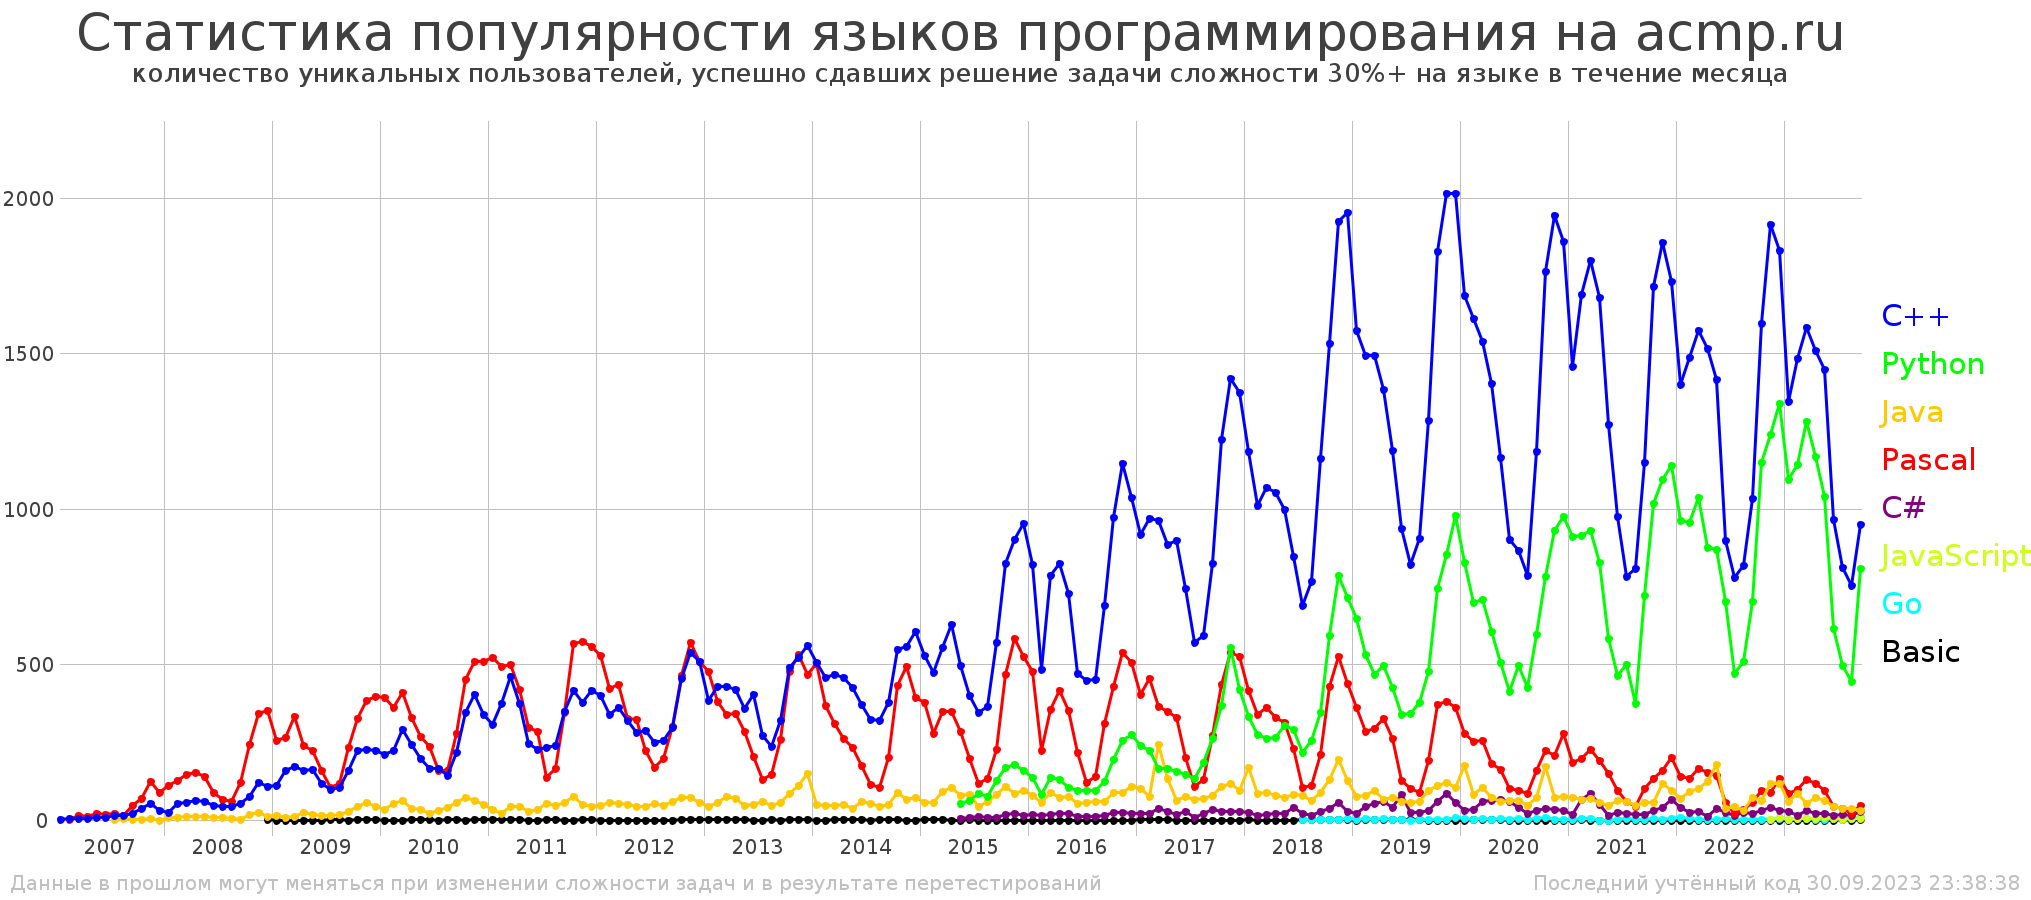 Статистика популярности языков программирования на acmp.ru
количество уникальных пользователей, успешно сдавших решение задачи сложности 30%+ на языке в течение месяца
2000
1500
1000
500
0
C++
Python
Java
Pascal
C#
JavaScript
Go
Basic
2007 2008 2009 2010 2011 2012 2013 2014 2015 2016 2017 2018 2019 2020 2021 2022
Данные в прошлом могут меняться при изменении сложности задач и в результате перетестирований
Последний учтённый код 30.09.2023 23:38:38